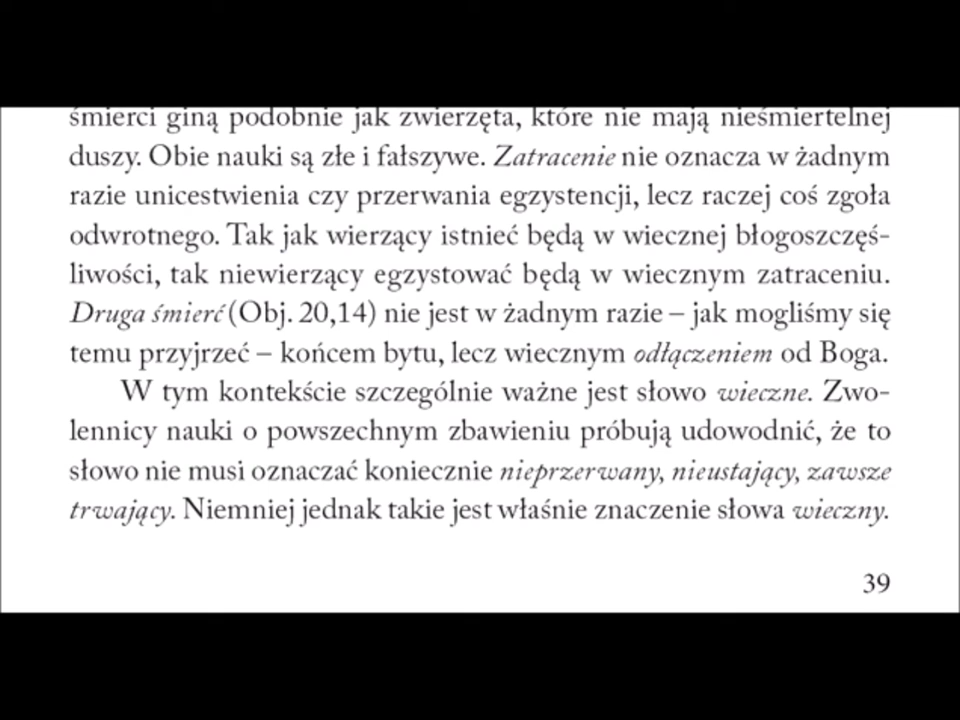 śmierci giną podobnie jak zwierzęta, które nie mają nieśmiertelnej
duszy. Obie nauki są złe i fałszywe. Zatracenie nie oznacza w żadnym
razie unicestwienia czy przerwania egzystencji, lecz raczej coś zgoła
odwrotnego. Tak jak wierzący istnieć będą w wiecznej błogoszczęś-
liwości, tak niewierzący egzystować będą w wiecznym zatraceniu.
Druga śmierć (Obj. 20,14) nie jest w żadnym razie – jak mogliśmy się
temu przyjrzeć – końcem bytu, lecz wiecznym odłączeniem od Boga.
W tym kontekście szczególnie ważne jest słowo wieczne. Zwo-
lennicy nauki o powszechnym zbawieniu próbują udowodnić, że to
słowo nie musi oznaczać koniecznie nieprzerwany, nieustający, zawsze
trwający. Niemniej jednak takie jest właśnie znaczenie słowa wieczny.
39